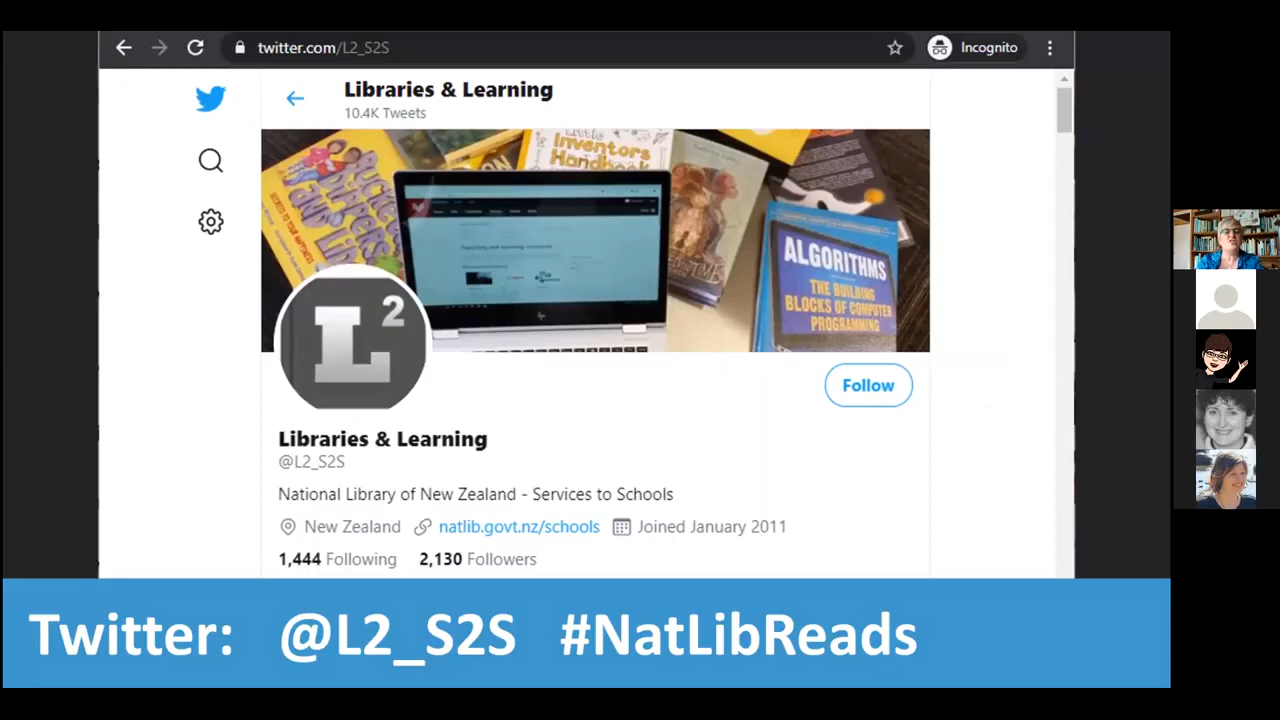 twitter.com/L2_S2S
Incognito
Libraries & Learning
10.4K Tweets
Little
Inventors
Handbook
ALGORITHMS
THE BUILDING
BLOCKS OF COMPUTER
PROGRAMMING
L2
Follow
Libraries & Learning
@L2_S2S
National Library of New Zealand - Services to Schools
New Zealand natlib.govt.nz/schools Joined January 2011
1,444 Following 2,130 Followers
Twitter: @L2_S2S #NatLibReads